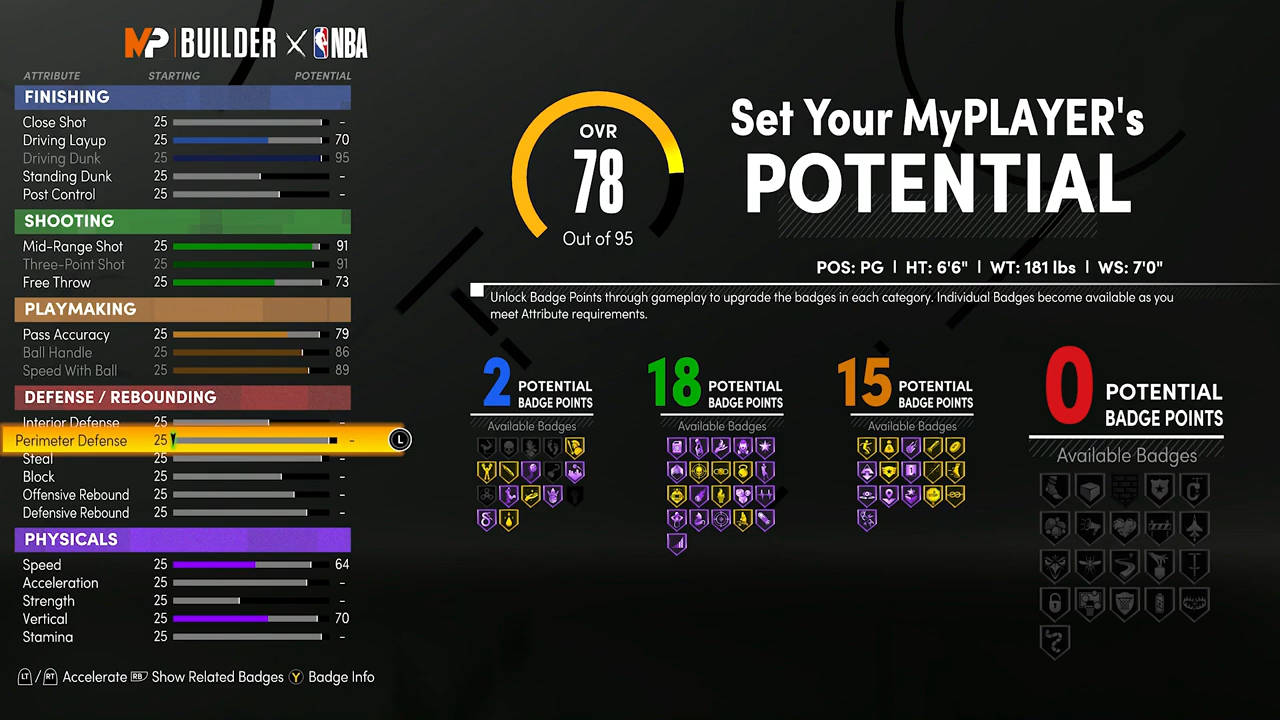 MP | BUILDER X NBA
ATTRIBUTE STARTING POTENTIAL
FINISHING
Close Shot 25 -
Driving Layup 25 70
Driving Dunk 25 95
Standing Dunk 25 -
Post Control 25 -
SHOOTING
Mid-Range Shot 25 91
Three-Point Shot 25 91
Free Throw 25 73
PLAYMAKING
Pass Accuracy 25 79
Ball Handle 25 86
Speed With Ball 25 89
DEFENSE / REBOUNDING
Interior Defense 25 -
Perimeter Defense 25 - L
Steal 25 -
Block 25 -
Offensive Rebound 25 -
Defensive Rebound 25 -
PHYSICALS
Speed 25 64
Acceleration 25 -
Strength 25 -
Vertical 25 70
Stamina 25 -
LT / RT Accelerate RB Show Related Badges Y Badge Info
OVR
78
Out of 95
Set Your MyPLAYER's
POTENTIAL
POS: PG | HT: 6'6" | WT: 181 lbs | WS: 7'0"
Unlock Badge Points through gameplay to upgrade the badges in each category. Individual Badges become available as you
meet Attribute requirements.
2 POTENTIAL
BADGE POINTS
Available Badges
18 POTENTIAL
BADGE POINTS
Available Badges
15 POTENTIAL
BADGE POINTS
Available Badges
0 POTENTIAL
BADGE POINTS
Available Badges